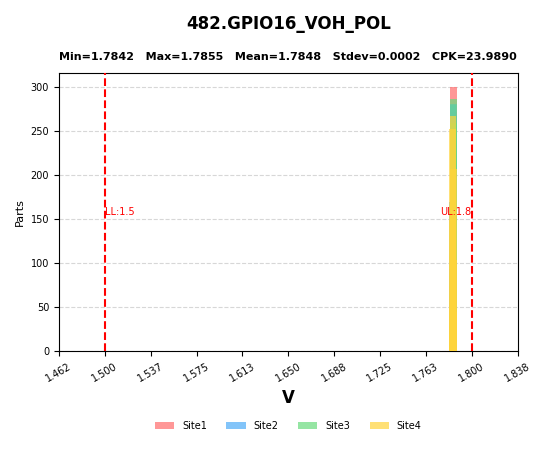 482.GPIO16_VOH_POL
Min=1.7842 Max=1.7855 Mean=1.7848 Stdev=0.0002 CPK=23.9890
Parts
300
250
200
150
100
50
0
LL:1.5
UL:1.8
1.462 1.500 1.537 1.575 1.613 1.650 1.688 1.725 1.763 1.800 1.838
V
Site1 Site2 Site3 Site4